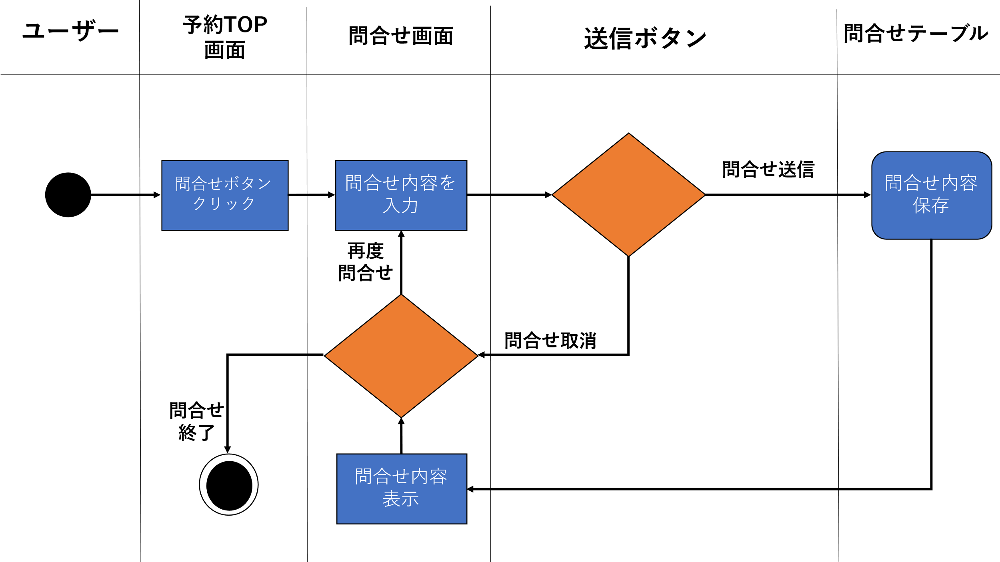 ユーザー
予約TOP
画面
問合せ画面
送信ボタン
問合せテーブル
問合せボタン
クリック
問合せ内容を
入力
問合せ送信
問合せ内容
保存
再度
問合せ
問合せ取消
問合せ
終了
問合せ内容
表示